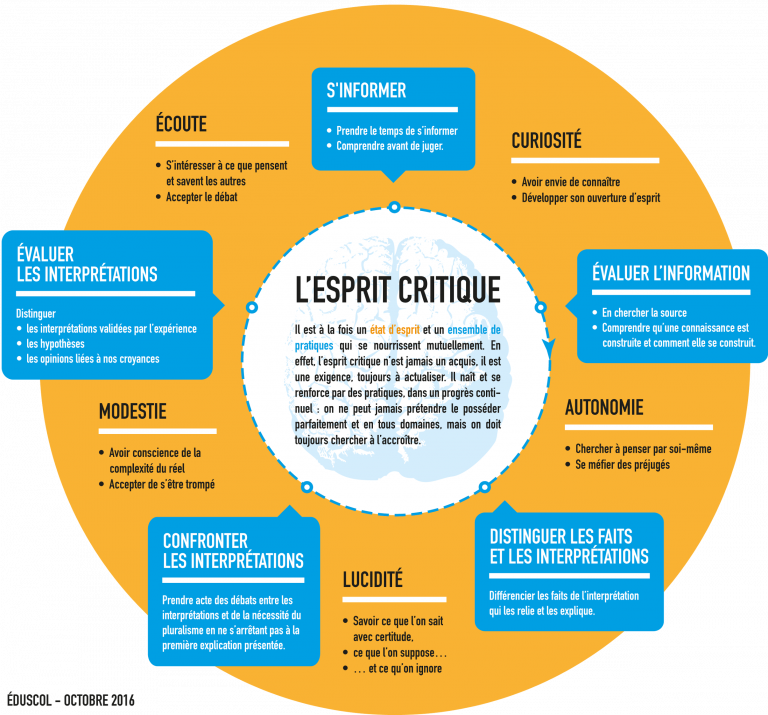 S'INFORMER
• Prendre le temps de s'informer
• Comprendre avant de juger.
CURIOSITÉ
• Avoir envie de connaître
• Développer son ouverture d'esprit
ÉVALUER L'INFORMATION
• En chercher la source
• Comprendre qu'une connaissance est
construite et comment elle se construit.
AUTONOMIE
• Chercher à penser par soi-même
• Se méfier des préjugés
DISTINGUER LES FAITS
ET LES INTERPRÉTATIONS
Différencier les faits de l'interprétation
qui les relie et les explique.
LUCIDITÉ
• Savoir ce que l'on sait
avec certitude,
• ce que l'on suppose...
• ... et ce qu'on ignore
CONFRONTER
LES INTERPRÉTATIONS
Prendre acte des débats entre les
interprétations et de la nécessité du
pluralisme en ne s'arrêtant pas à la
première explication présentée.
MODESTIE
• Avoir conscience de la
complexité du réel
• Accepter de s'être trompé
ÉVALUER
LES INTERPRÉTATIONS
Distinguer
• les interprétations validées par l'expérience
• les hypothèses
• les opinions liées à nos croyances
ÉCOUTE
• S'intéresser à ce que pensent
et savent les autres
• Accepter le débat
L'ESPRIT CRITIQUE
Il est à la fois un état d'esprit et un ensemble de
pratiques qui se nourrissent mutuellement. En
effet, l'esprit critique n'est jamais un acquis, il est
une exigence, toujours à actualiser. Il naît et se
renforce par des pratiques, dans un progrès conti-
nuel : on ne peut jamais prétendre le posséder
parfaitement et en tous domaines, mais on doit
toujours chercher à l'accroître.
ÉDUSCOL - OCTOBRE 2016